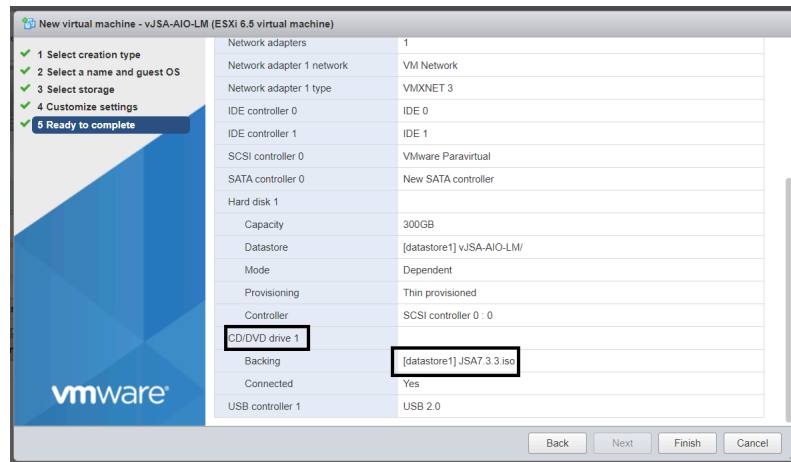 New virtual machine - vJSA-AIO-LM (ESXi 6.5 virtual machine)
1 Select creation type
2 Select a name and guest OS
3 Select storage
4 Customize settings
5 Ready to complete
vmware®
Network adapters 1
Network adapter 1 network VM Network
Network adapter 1 type VMXNET 3
IDE controller 0 IDE 0
IDE controller 1 IDE 1
SCSI controller 0 VMware Paravirtual
SATA controller 0 New SATA controller
Hard disk 1
Capacity 300GB
Datastore [datastore1] vJSA-AIO-LM/
Mode Dependent
Provisioning Thin provisioned
Controller SCSI controller 0 : 0
CD/DVD drive 1
Backing [datastore1] JSA7.3.3.iso
Connected Yes
USB controller 1 USB 2.0
Back Next Finish Cancel